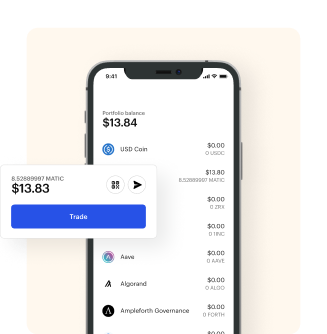 9:41
Portfolio balance
$13.84
USD Coin
$0.00
0 USDC
8.52889997 MATIC
$13.83
Trade
$13.80
8.52889997 MATIC
$0.00
0 ZRX
$0.00
0 1INC
Aave
$0.00
0 AAVE
Algorand
$0.00
0 ALGO
Ampleforth Governance
$0.00
0 FORTH
$0.00